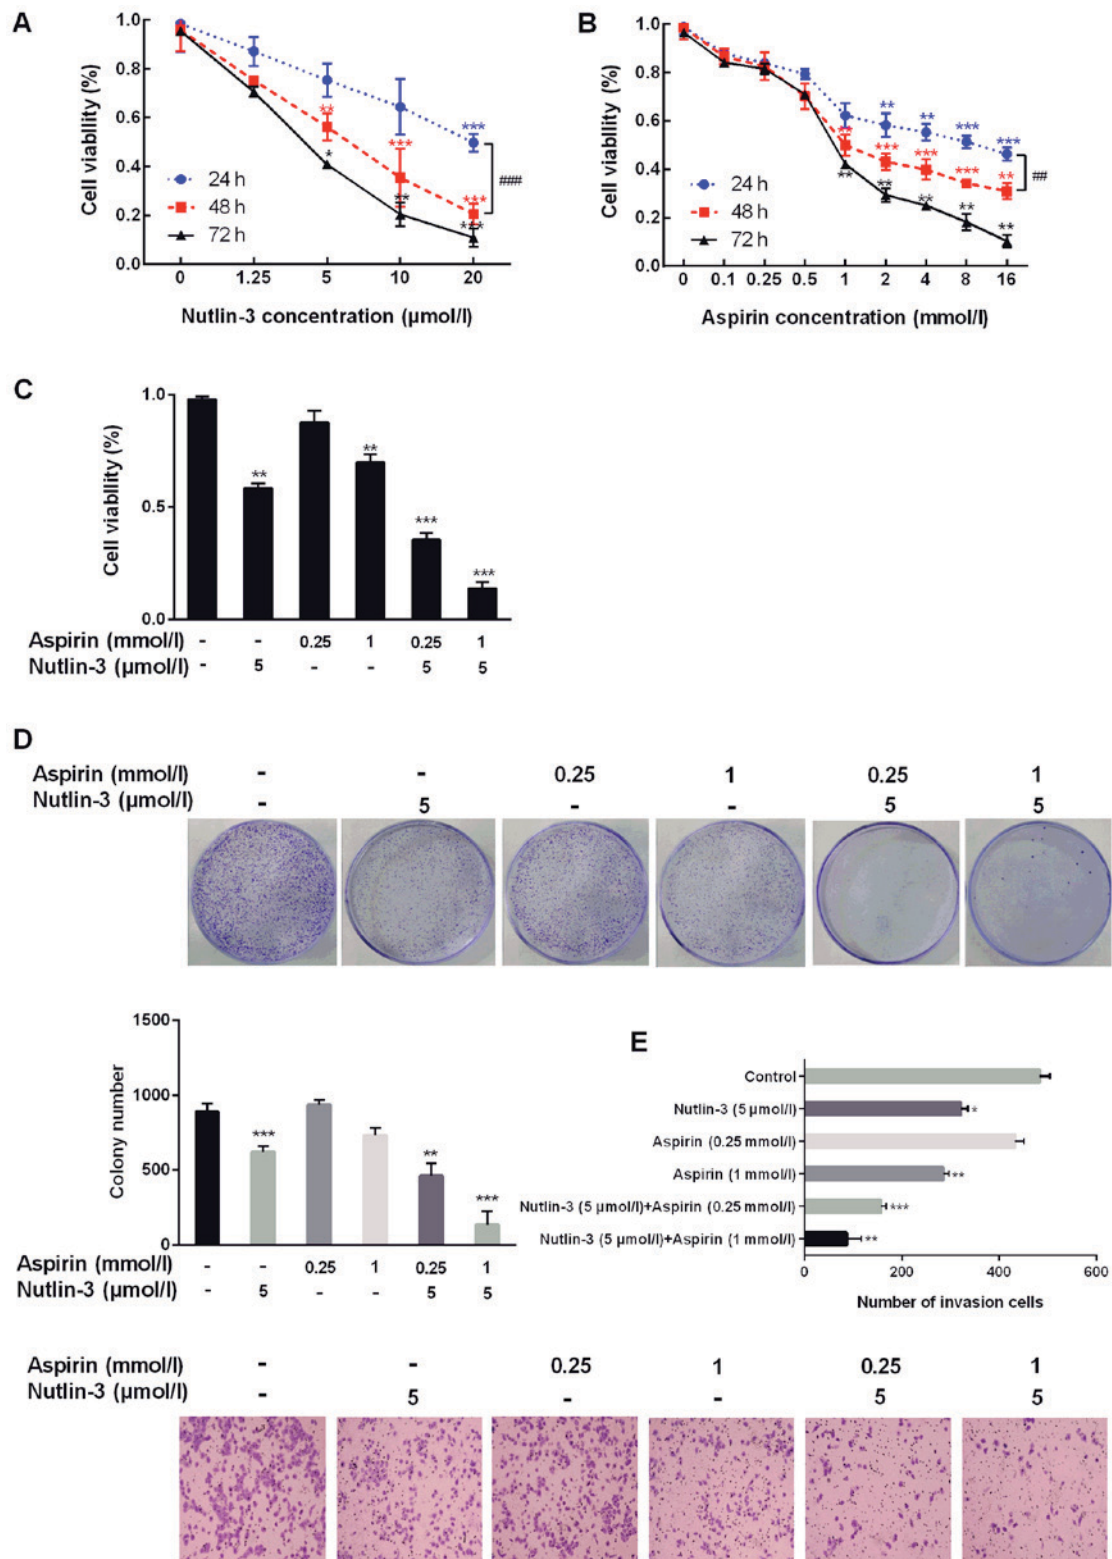 A
Cell viability (%)
1.0
0.8
0.6
0.4
0.2
0.0
24 h
48 h
72 h
**
*
***
**
***
***
***
###
0 1.25 5 10 20
Nutlin-3 concentration (µmol/l)
B
Cell viability (%)
1.0
0.8
0.6
0.4
0.2
0.0
24 h
48 h
72 h
** ** *** ***
** *** *** *** **
** ** ** ** **
##
0 0.1 0.25 0.5 1 2 4 8 16
Aspirin concentration (mmol/l)
C
Cell viability (%)
1.0
0.5
0.0
** ** *** ***
Aspirin (mmol/l) - - 0.25 1 0.25 1
Nutlin-3 (µmol/l) - 5 - - 5 5
D
Aspirin (mmol/l) - - 0.25 1 0.25 1
Nutlin-3 (µmol/l) - 5 - - 5 5
Colony number
1500
1000
500
0
*** ** ***
Aspirin (mmol/l) - - 0.25 1 0.25 1
Nutlin-3 (µmol/l) - 5 - - 5 5
E
Control
Nutlin-3 (5 µmol/l) *
Aspirin (0.25 mmol/l)
Aspirin (1 mmol/l) **
Nutlin-3 (5 µmol/l)+Aspirin (0.25 mmol/l) ***
Nutlin-3 (5 µmol/l)+Aspirin (1 mmol/l) **
0 200 400 600
Number of invasion cells
Aspirin (mmol/l) - - 0.25 1 0.25 1
Nutlin-3 (µmol/l) - 5 - - 5 5